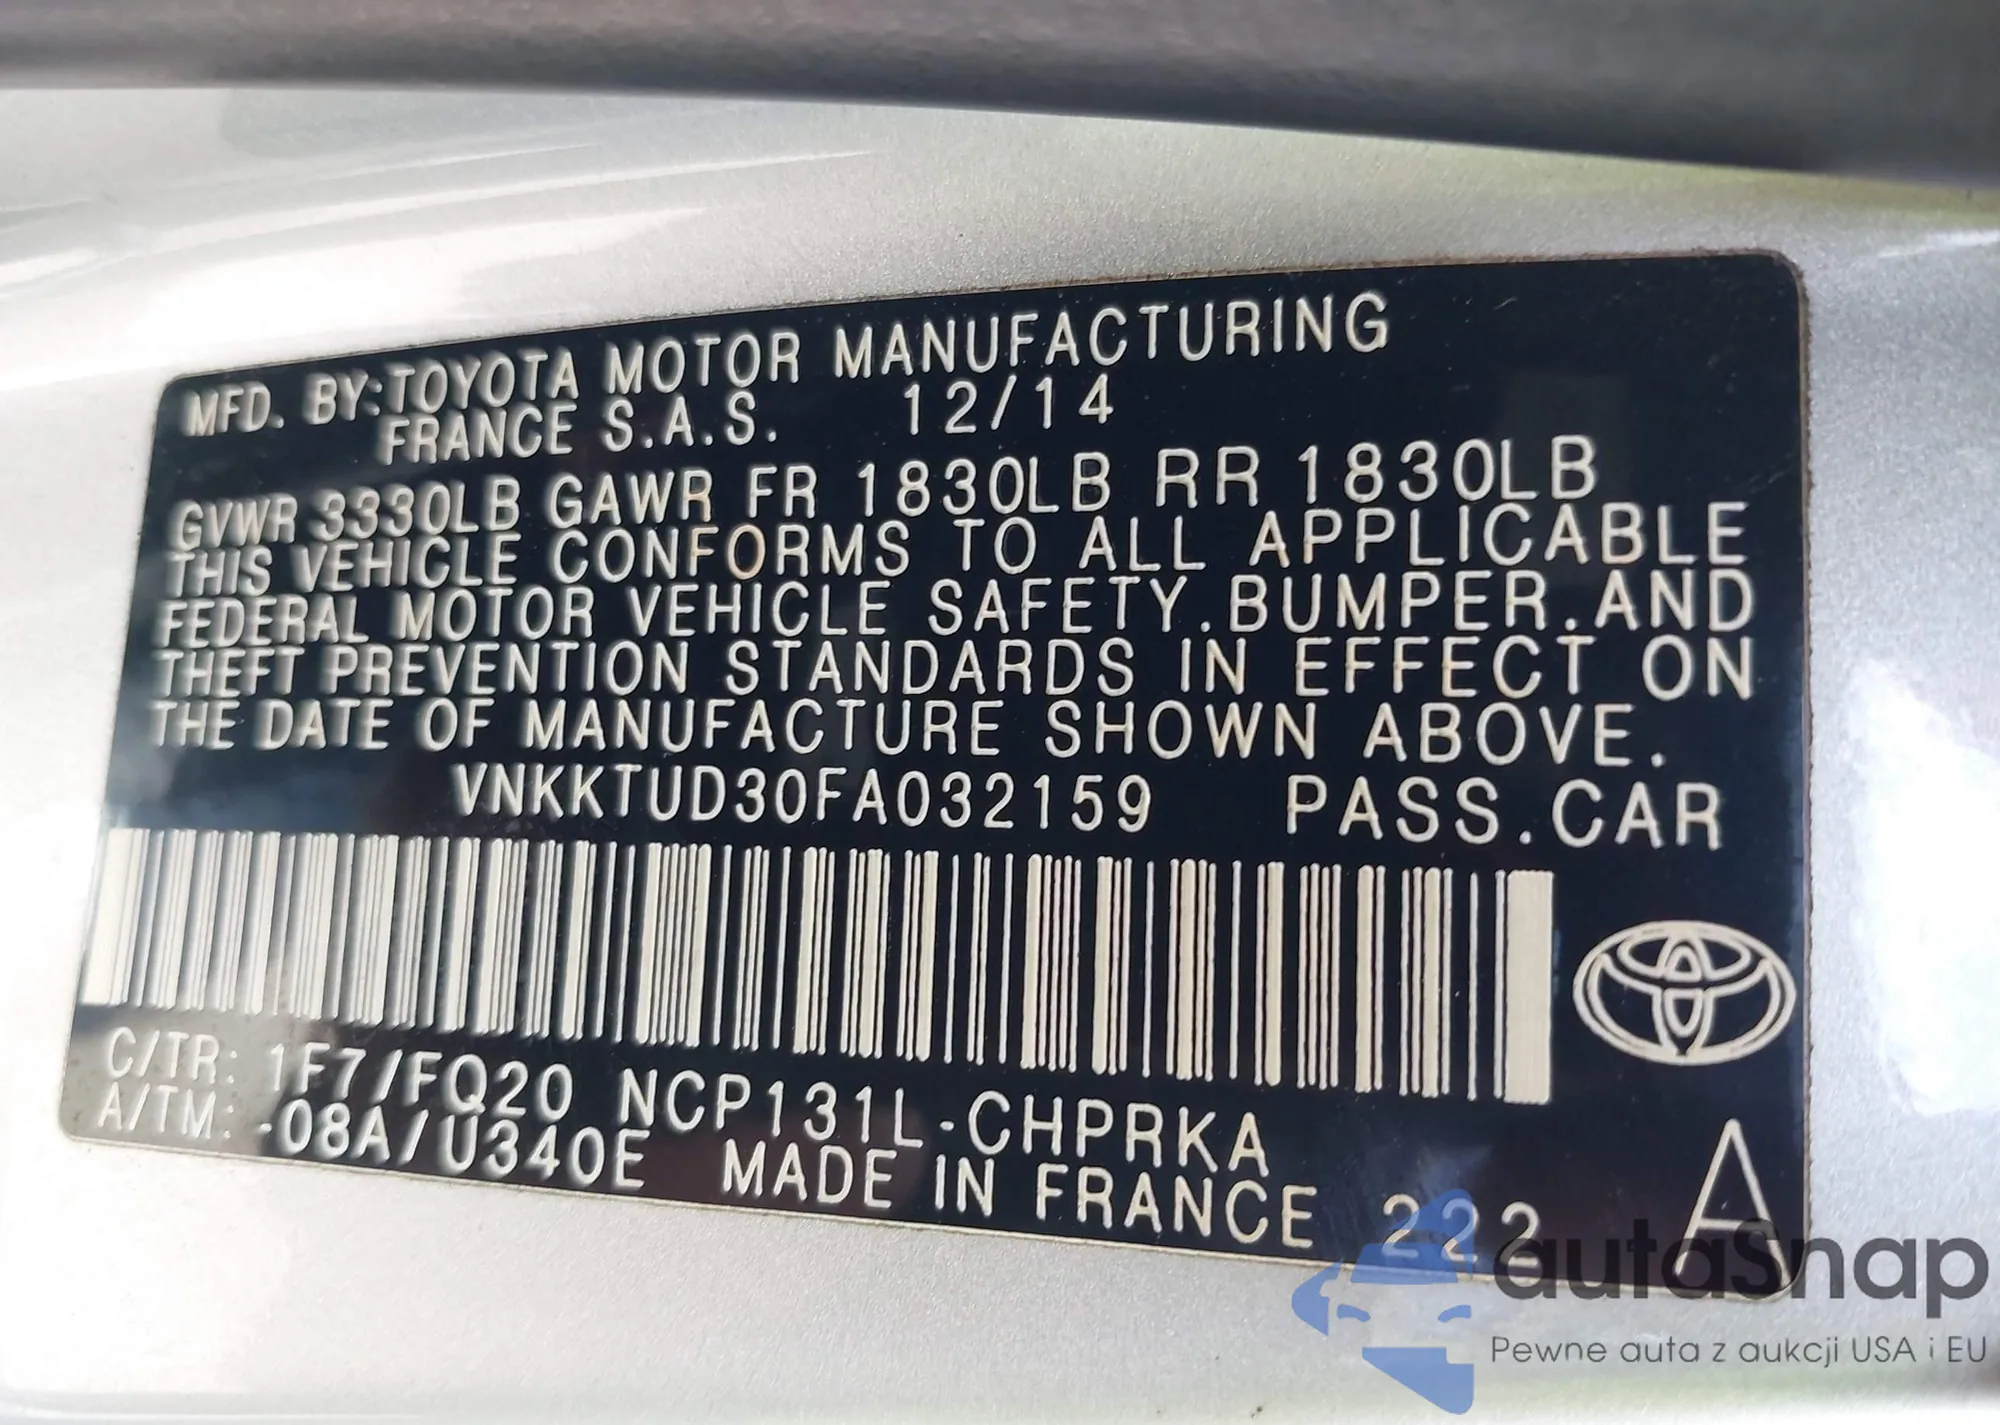 MFD. BY:TOYOTA MOTOR MANUFACTURING
FRANCE S.A.S. 12/14
GVWR 3330LB GAWR FR 1830LB RR 1830LB
THIS VEHICLE CONFORMS TO ALL APPLICABLE
FEDERAL MOTOR VEHICLE SAFETY.BUMPER.AND
THEFT PREVENTION STANDARDS IN EFFECT ON
THE DATE OF MANUFACTURE SHOWN ABOVE.
VNKKTUD30FA032159 PASS.CAR
C/TR: 1F7/FQ20 NCP131L-CHPRKA
A/TM: -08A/U340E MADE IN FRANCE 222 A
autaSnap
Pewne auta z aukcji USA i EU